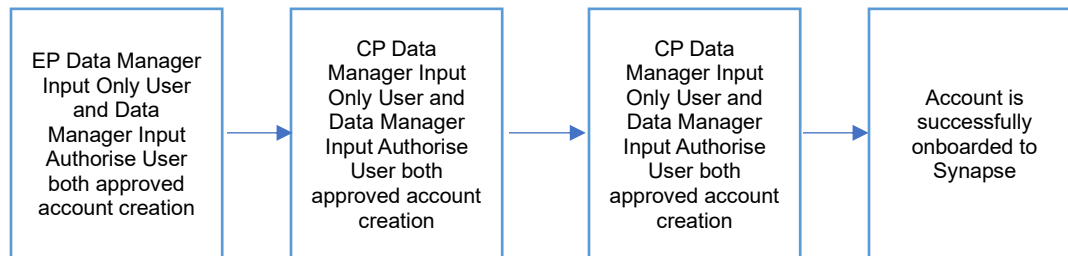 EP Data Manager
Input Only User
and Data
Manager Input
Authorise User
both approved
account creation
CP Data
Manager Input
Only User and
Data Manager
Input Authorise
User both
approved account
creation
CP Data
Manager Input
Only User and
Data Manager
Input Authorise
User both
approved account
creation
Account is
successfully
onboarded to
Synapse